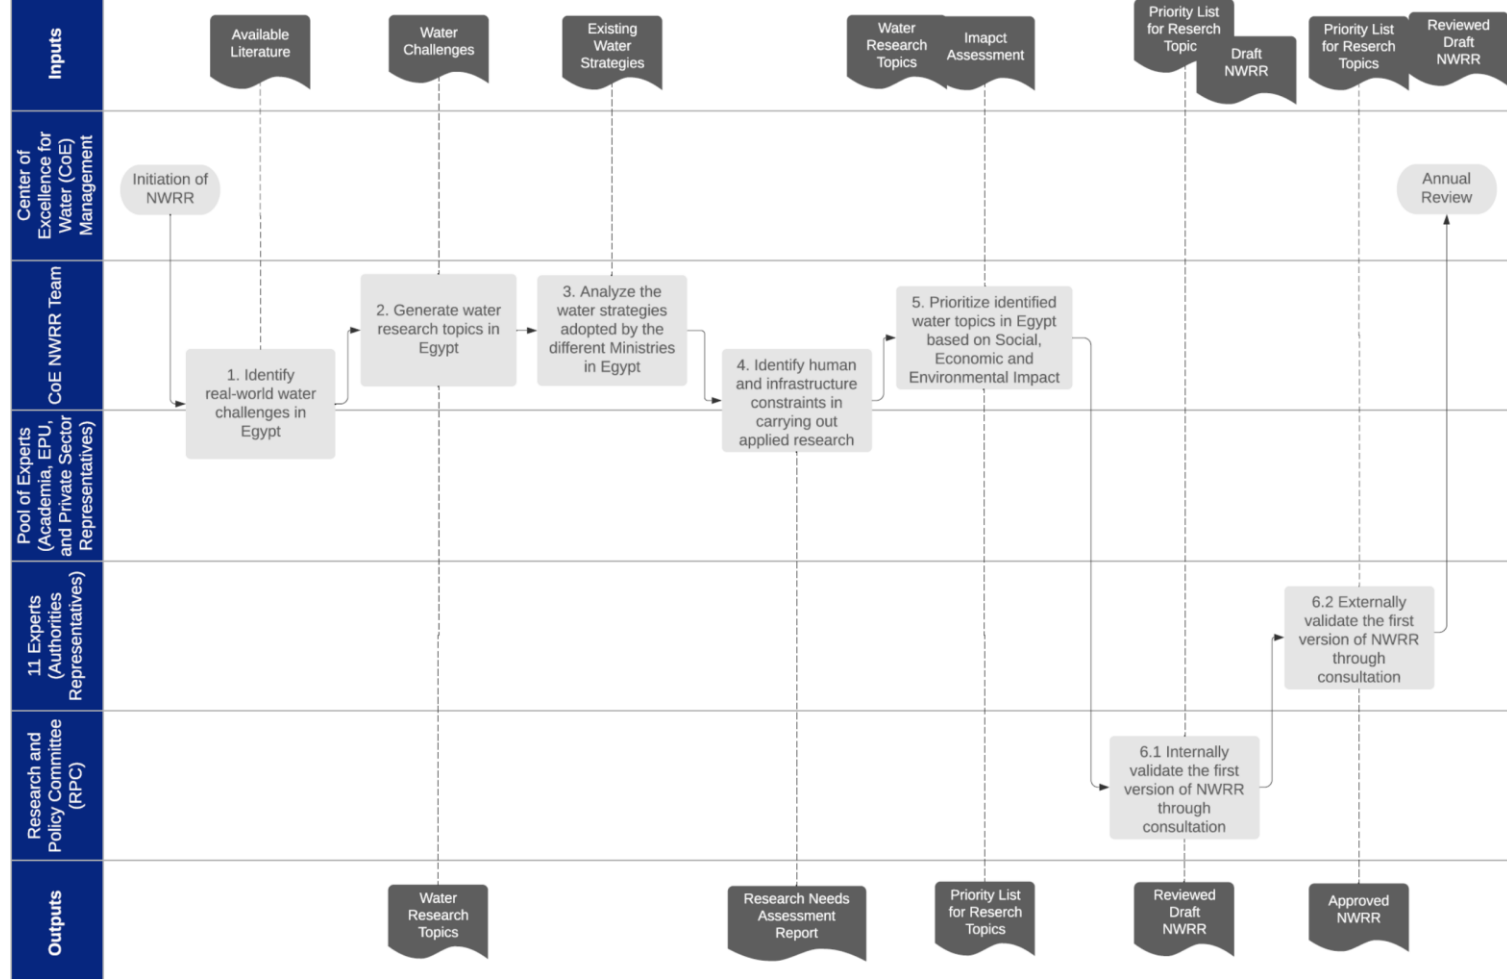 Inputs
Available
Literature
Water
Challenges
Existing
Water
Strategies
Water
Research
Topics
Imapct
Assessment
Priority List
for Reserch
Topic
Draft
NWRR
Priority List
for Reserch
Topics
Reviewed
Draft
NWRR
Center of
Excellence for
Water (CoE)
Management
Initiation of
NWRR
Annual
Review
CoE NWRR Team
1. Identify
real-world water
challenges in
Egypt
2. Generate water
research topics in
Egypt
3. Analyze the
water strategies
adopted by the
different Ministries
in Egypt
4. Identify human
and infrastructure
constraints in
carrying out
applied research
5. Prioritize identified
water topics in Egypt
based on Social,
Economic and
Environmental Impact
Pool of Experts
(Academia, EPU,
and Private Sector
Representatives)
11 Experts
(Authorities
Representatives)
6.2 Externally
validate the first
version of NWRR
through
consultation
Research and
Policy Committee
(RPC)
6.1 Internally
validate the first
version of NWRR
through
consultation
Outputs
Water
Research
Topics
Research Needs
Assessment
Report
Priority List
for Reserch
Topics
Reviewed
Draft
NWRR
Approved
NWRR